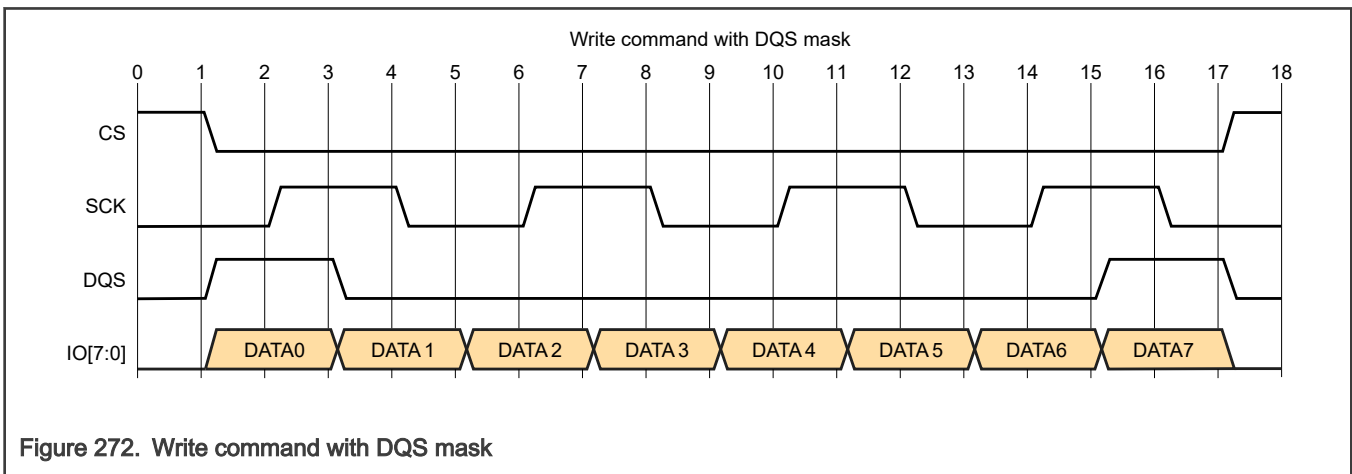 Write command with DQS mask
0 1 2 3 4 5 6 7 8 9 10 11 12 13 14 15 16 17 18
CS
SCK
DQS
IO[7:0] DATA0 DATA 1 DATA 2 DATA 3 DATA 4 DATA 5 DATA6 DATA7
Figure 272. Write command with DQS mask